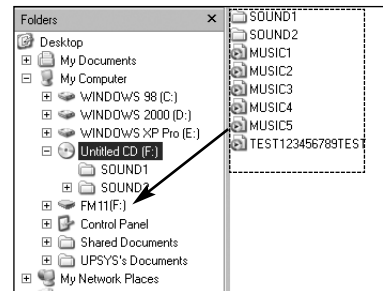 Folders ×
Desktop
My Documents
My Computer
WINDOWS 98 (C:)
WINDOWS 2000 (D:)
WINDOWS XP Pro (E:)
Untitled CD (F:)
SOUND1
SOUND2
FM11(F:)
Control Panel
Shared Documents
UPSYS's Documents
My Network Places
SOUND1
SOUND2
MUSIC1
MUSIC2
MUSIC3
MUSIC4
MUSIC5
TEST123456789TEST